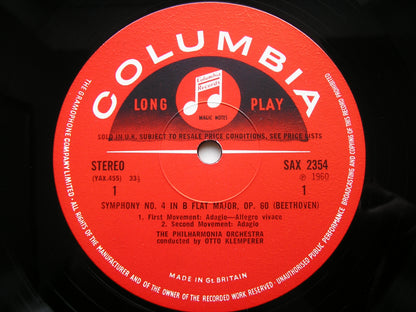 COLUMBIA
Columbia
Records
LONG PLAY
MAGIC NOTES
SOLD IN U.K. SUBJECT TO RESALE PRICE CONDITIONS, SEE PRICE LISTS
STEREO SAX 2354
(YAX.455) 33⅓ ℗ 1960
1 1
SYMPHONY NO. 4 IN B FLAT MAJOR, OP. 60 (BEETHOVEN)
1. First Movement: Adagio—Allegro vivace
2. Second Movement: Adagio
THE PHILHARMONIA ORCHESTRA
conducted by OTTO KLEMPERER
MADE IN Gt. BRITAIN
THE GRAMOPHONE COMPANY LIMITED · ALL RIGHTS OF THE MANUFACTURER AND OF THE OWNER OF THE RECORDED WORK RESERVED · UNAUTHORISED PUBLIC PERFORMANCE BROADCASTING AND COPYING OF THIS RECORD PROHIBITED